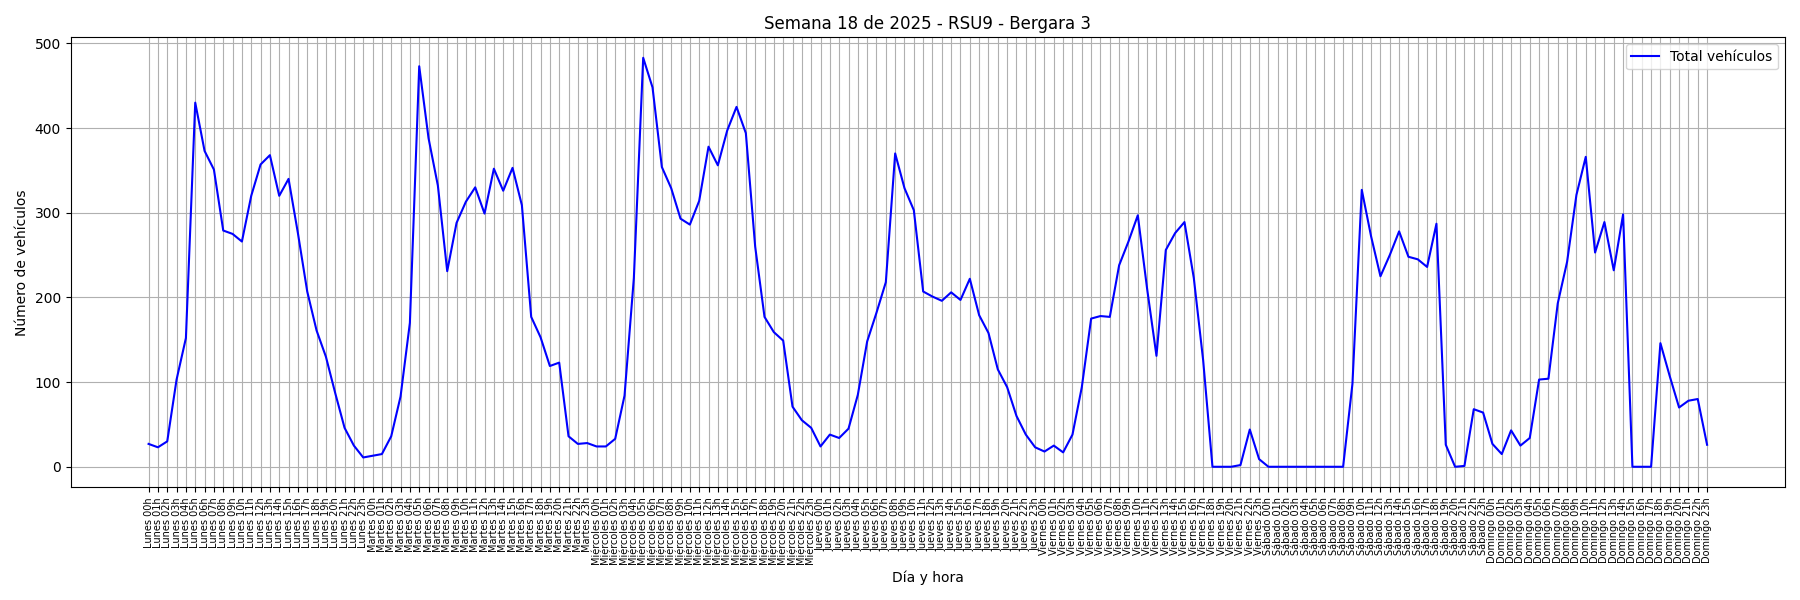 Semana 18 de 2025 - RSU9 - Bergara 3
Total vehículos
Número de vehículos
500
400
300
200
100
0
Lunes 00h
Lunes 01h
Lunes 02h
Lunes 03h
Lunes 04h
Lunes 05h
Lunes 06h
Lunes 07h
Lunes 08h
Lunes 09h
Lunes 10h
Lunes 11h
Lunes 12h
Lunes 13h
Lunes 14h
Lunes 15h
Lunes 16h
Lunes 17h
Lunes 18h
Lunes 19h
Lunes 20h
Lunes 21h
Lunes 22h
Lunes 23h
Martes 00h
Martes 01h
Martes 02h
Martes 03h
Martes 04h
Martes 05h
Martes 06h
Martes 07h
Martes 08h
Martes 09h
Martes 10h
Martes 11h
Martes 12h
Martes 13h
Martes 14h
Martes 15h
Martes 16h
Martes 17h
Martes 18h
Martes 19h
Martes 20h
Martes 21h
Martes 22h
Martes 23h
Miércoles 00h
Miércoles 01h
Miércoles 02h
Miércoles 03h
Miércoles 04h
Miércoles 05h
Miércoles 06h
Miércoles 07h
Miércoles 08h
Miércoles 09h
Miércoles 10h
Miércoles 11h
Miércoles 12h
Miércoles 13h
Miércoles 14h
Miércoles 15h
Miércoles 16h
Miércoles 17h
Miércoles 18h
Miércoles 19h
Miércoles 20h
Miércoles 21h
Miércoles 22h
Miércoles 23h
Jueves 00h
Jueves 01h
Jueves 02h
Jueves 03h
Jueves 04h
Jueves 05h
Jueves 06h
Jueves 07h
Jueves 08h
Jueves 09h
Jueves 10h
Jueves 11h
Jueves 12h
Jueves 13h
Jueves 14h
Jueves 15h
Jueves 16h
Jueves 17h
Jueves 18h
Jueves 19h
Jueves 20h
Jueves 21h
Jueves 22h
Jueves 23h
Viernes 00h
Viernes 01h
Viernes 02h
Viernes 03h
Viernes 04h
Viernes 05h
Viernes 06h
Viernes 07h
Viernes 08h
Viernes 09h
Viernes 10h
Viernes 11h
Viernes 12h
Viernes 13h
Viernes 14h
Viernes 15h
Viernes 16h
Viernes 17h
Viernes 18h
Viernes 19h
Viernes 20h
Viernes 21h
Viernes 22h
Viernes 23h
Sábado 00h
Sábado 01h
Sábado 02h
Sábado 03h
Sábado 04h
Sábado 05h
Sábado 06h
Sábado 07h
Sábado 08h
Sábado 09h
Sábado 10h
Sábado 11h
Sábado 12h
Sábado 13h
Sábado 14h
Sábado 15h
Sábado 16h
Sábado 17h
Sábado 18h
Sábado 19h
Sábado 20h
Sábado 21h
Sábado 22h
Sábado 23h
Domingo 00h
Domingo 01h
Domingo 02h
Domingo 03h
Domingo 04h
Domingo 05h
Domingo 06h
Domingo 07h
Domingo 08h
Domingo 09h
Domingo 10h
Domingo 11h
Domingo 12h
Domingo 13h
Domingo 14h
Domingo 15h
Domingo 16h
Domingo 17h
Domingo 18h
Domingo 19h
Domingo 20h
Domingo 21h
Domingo 22h
Domingo 23h
Día y hora